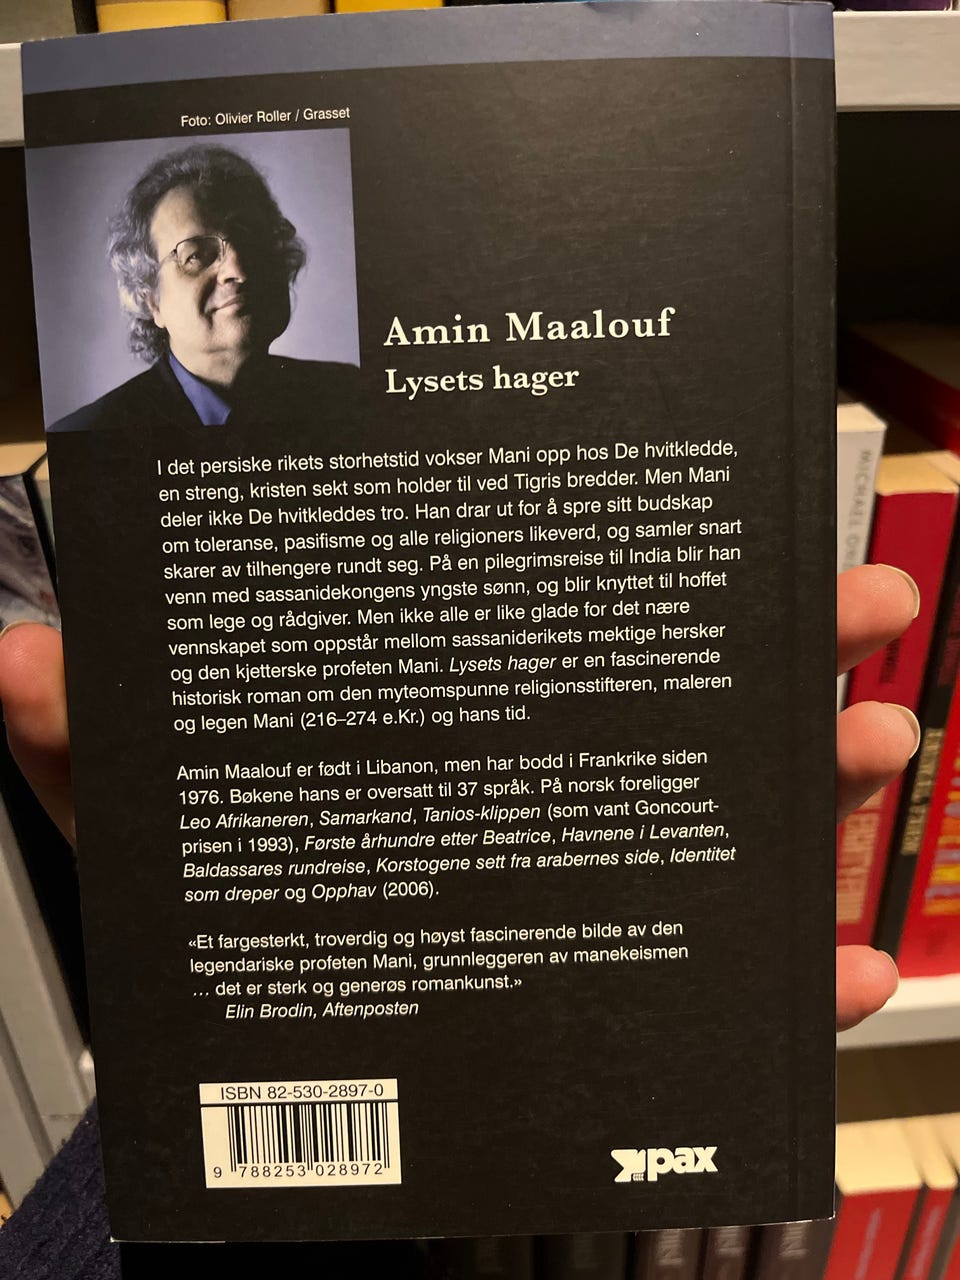 Foto: Olivier Roller / Grasset
Amin Maalouf
Lysets hager
I det persiske rikets storhetstid vokser Mani opp hos De hvitkledde,
en streng, kristen sekt som holder til ved Tigris bredder. Men Mani
deler ikke De hvitkleddes tro. Han drar ut for å spre sitt budskap
om toleranse, pasifisme og alle religioners likeverd, og samler snart
skarer av tilhengere rundt seg. På en pilegrimsreise til India blir han
venn med sassanidekongens yngste sønn, og blir knyttet til hoffet
som lege og rådgiver. Men ikke alle er like glade for det nære
vennskapet som oppstår mellom sassaniderikets mektige hersker
og den kjetterske profeten Mani. Lysets hager er en fascinerende
historisk roman om den myteomspunne religionsstifteren, maleren
og legen Mani (216–274 e.Kr.) og hans tid.
Amin Maalouf er født i Libanon, men har bodd i Frankrike siden
1976. Bøkene hans er oversatt til 37 språk. På norsk foreligger
Leo Afrikaneren, Samarkand, Tanios-klippen (som vant Goncourt-
prisen i 1993), Første århundre etter Beatrice, Havnene i Levanten,
Baldassares rundreise, Korstogene sett fra arabernes side, Identitet
som dreper og Opphav (2006).
«Et fargesterkt, troverdig og høyst fascinerende bilde av den
legendariske profeten Mani, grunnleggeren av manekeismen
... det er sterk og generøs romankunst.»
Elin Brodin, Aftenposten
ISBN 82-530-2897-0
9 788253 028972
pax
MICHAEL